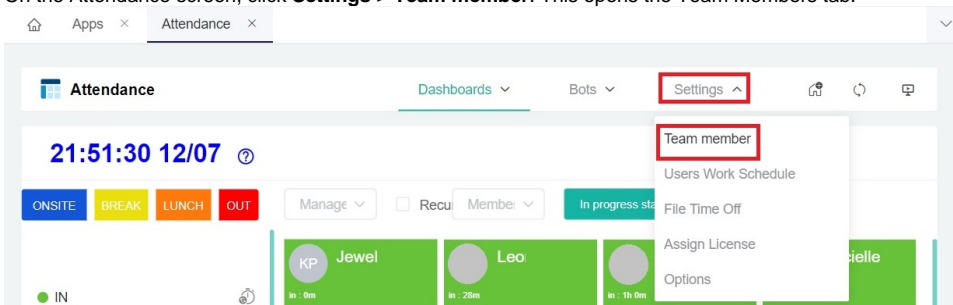 On the Attendance screen, click Settings > Team member. This opens the Team Members tab.
Apps × Attendance ×
Attendance Dashboards Bots Settings
21:51:30 12/07
Team member
Users Work Schedule
ONSITE BREAK LUNCH OUT Manage Recu Membe In progress sta File Time Off
Assign License
KP Jewel Leo cielle
Options
IN in : 0m in : 28m in : 1h 0m